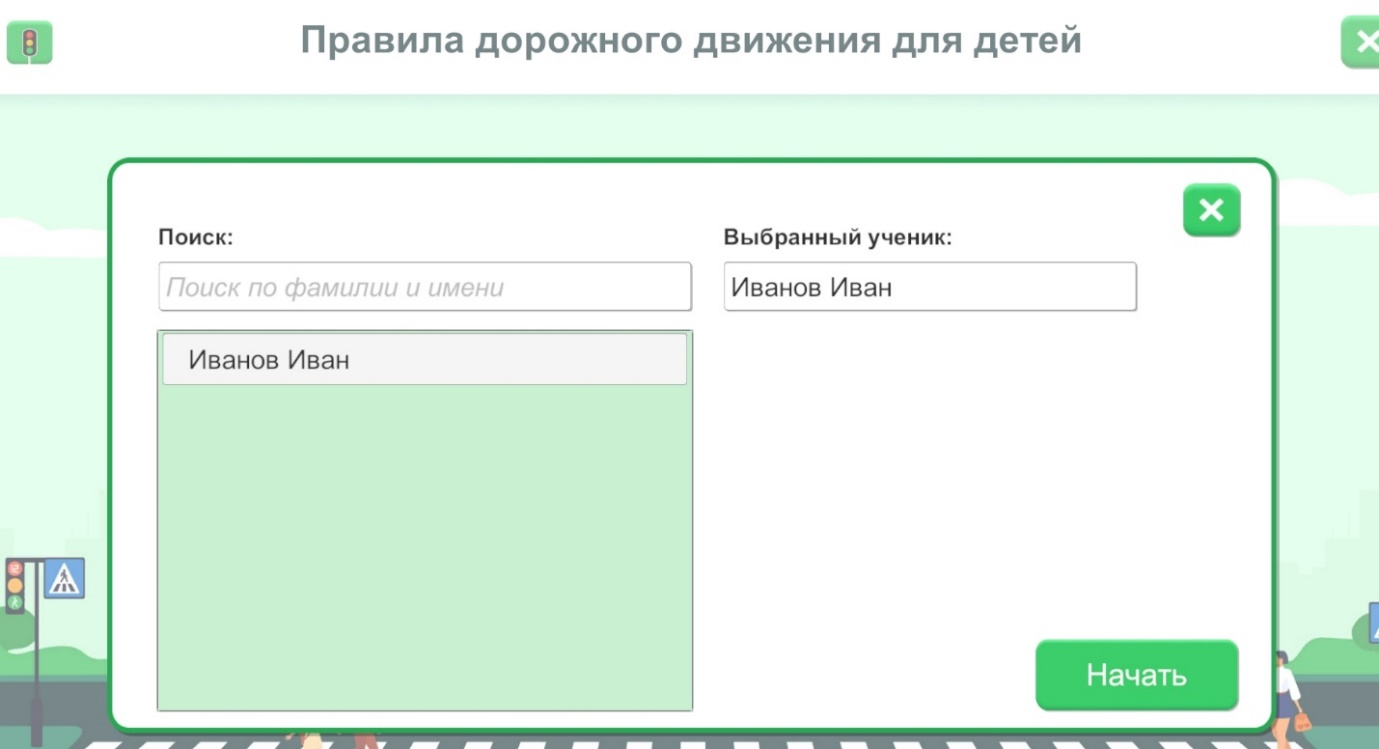 Правила дорожного движения для детей
Поиск:
Поиск по фамилии и имени
Иванов Иван
Выбранный ученик:
Иванов Иван
Начать